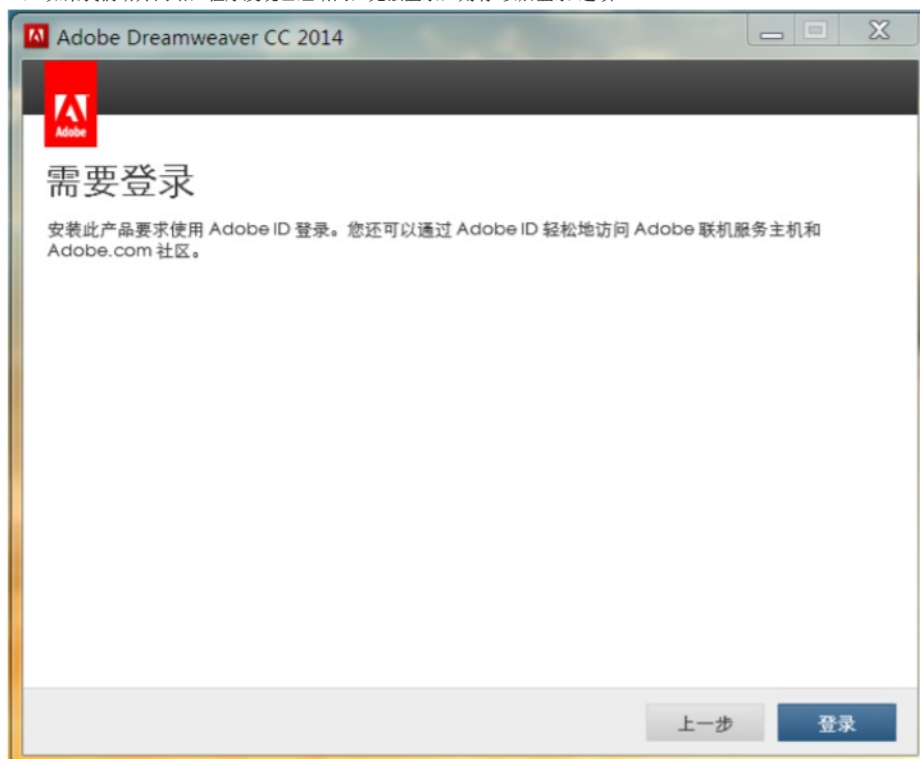 Adobe Dreamweaver CC 2014
Adobe
需要登录
安装此产品要求使用 Adobe ID 登录。您还可以通过 Adobe ID 轻松地访问 Adobe 联机服务主机和
Adobe.com 社区。
上一步
登录